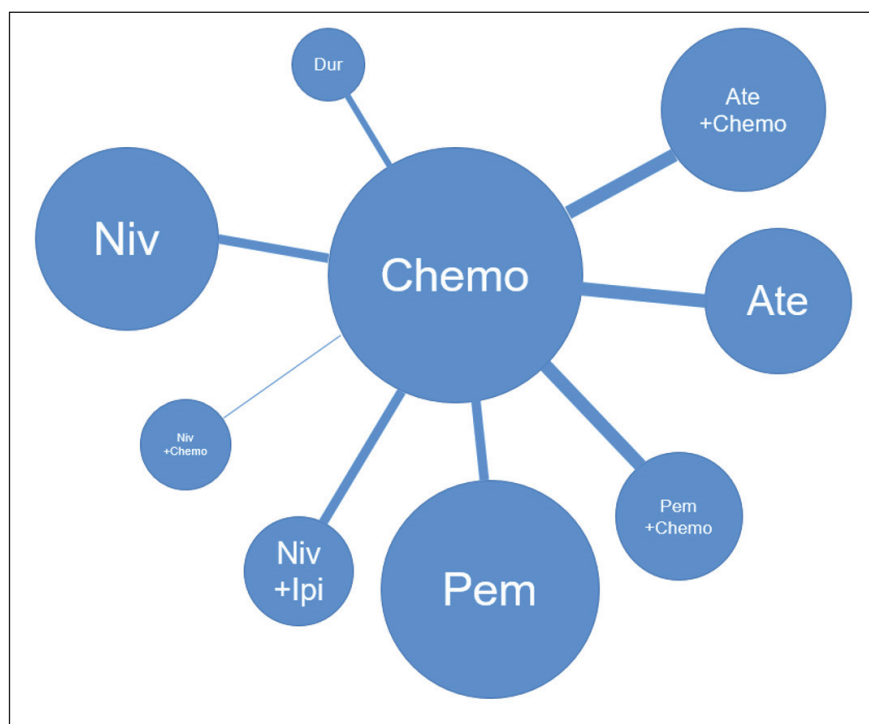 Dur
Ate
+Chemo
Niv
Chemo
Ate
Niv
+Chemo
Pem
+Chemo
Niv
+Ipi
Pem